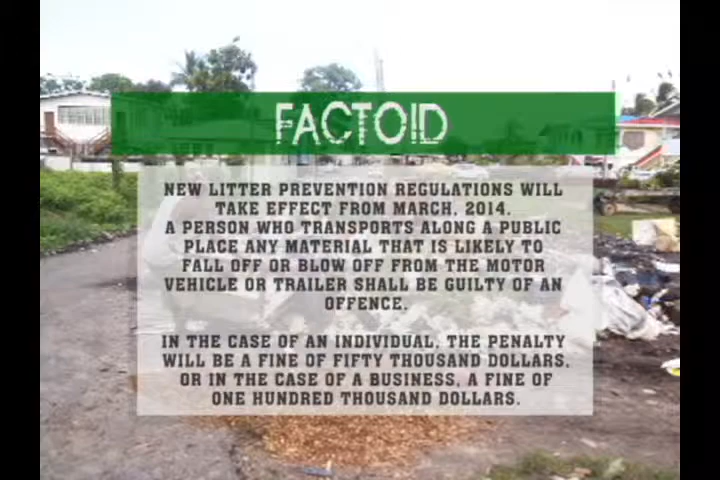 FACTOID
NEW LITTER PREVENTION REGULATIONS WILL
TAKE EFFECT FROM MARCH, 2014.
A PERSON WHO TRANSPORTS ALONG A PUBLIC
PLACE ANY MATERIAL THAT IS LIKELY TO
FALL OFF OR BLOW OFF FROM THE MOTOR
VEHICLE OR TRAILER SHALL BE GUILTY OF AN
OFFENCE.
IN THE CASE OF AN INDIVIDUAL, THE PENALTY
WILL BE A FINE OF FIFTY THOUSAND DOLLARS,
OR IN THE CASE OF A BUSINESS, A FINE OF
ONE HUNDRED THOUSAND DOLLARS.